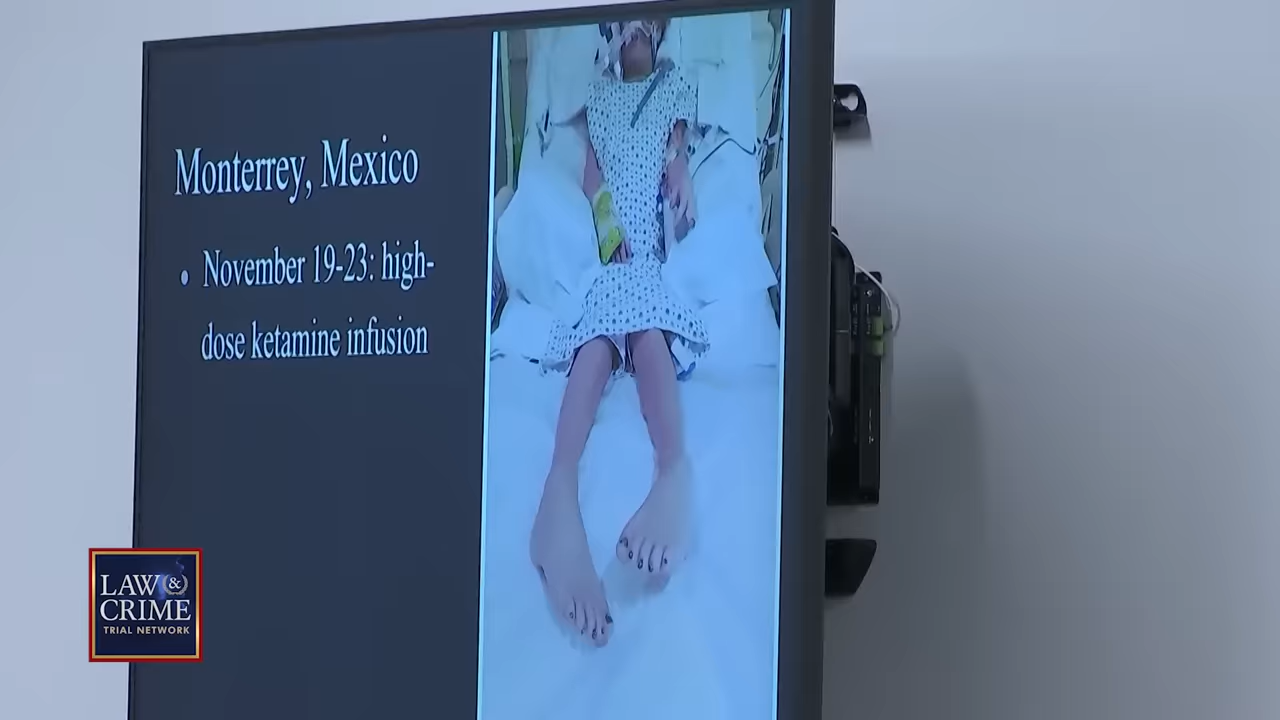 Monterrey, Mexico
• November 19-23: high-
dose ketamine infusion
LAW &
CRIME
TRIAL NETWORK